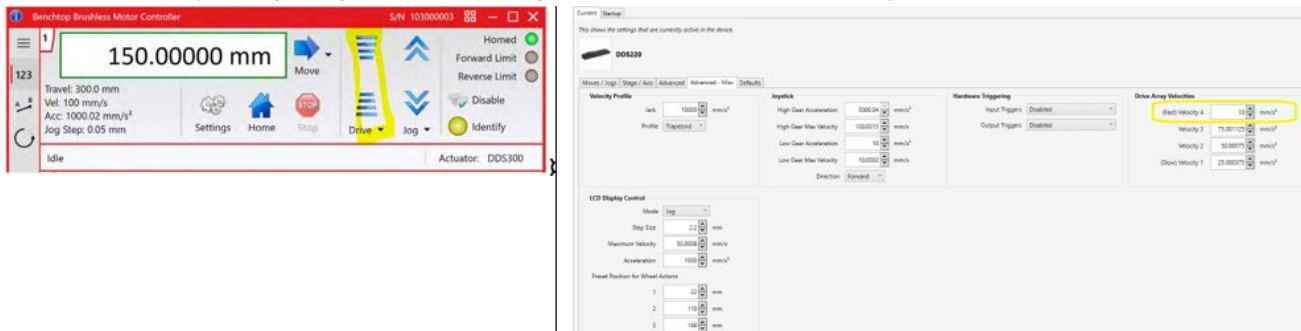 Benchtop Brushless Motor Controller
S/N 103000003
1
150.00000 mm
123
Travel: 300.0 mm
Vel: 100 mm/s
Acc: 1000.02 mm/s²
Jog Step: 0.05 mm
Settings
Home
STOP
Stop
Move
Drive
Jog
Homed
Forward Limit
Reverse Limit
Disable
Identify
Idle
Actuator: DDS300
Current
Startup
This shows the settings that are currently active in the device.
DDS220
Moves / Jogs
Stage / Axis
Advanced
Advanced - Misc
Defaults
Velocity Profile
Jerk 10000 mm/s³
Profile Trapezoid
Joystick
High Gear Acceleration 5000.04 mm/s²
High Gear Max Velocity 100.0015 mm/s
Low Gear Acceleration 10 mm/s²
Low Gear Max Velocity 10.0002 mm/s
Direction Forward
Hardware Triggering
Input Triggers Disabled
Output Triggers Disabled
Drive Array Velocities
(Fast) Velocity 4 10 mm/s²
Velocity 3 75.001125 mm/s²
Velocity 2 50.00075 mm/s²
(Slow) Velocity 1 25.000375 mm/s²
LCD Display Control
Mode Jog
Step Size 2.2 mm
Maximum Velocity 50.0008 mm/s
Acceleration 1000 mm/s²
Preset Position for Wheel Actions
1 22 mm
2 110 mm
3 mm